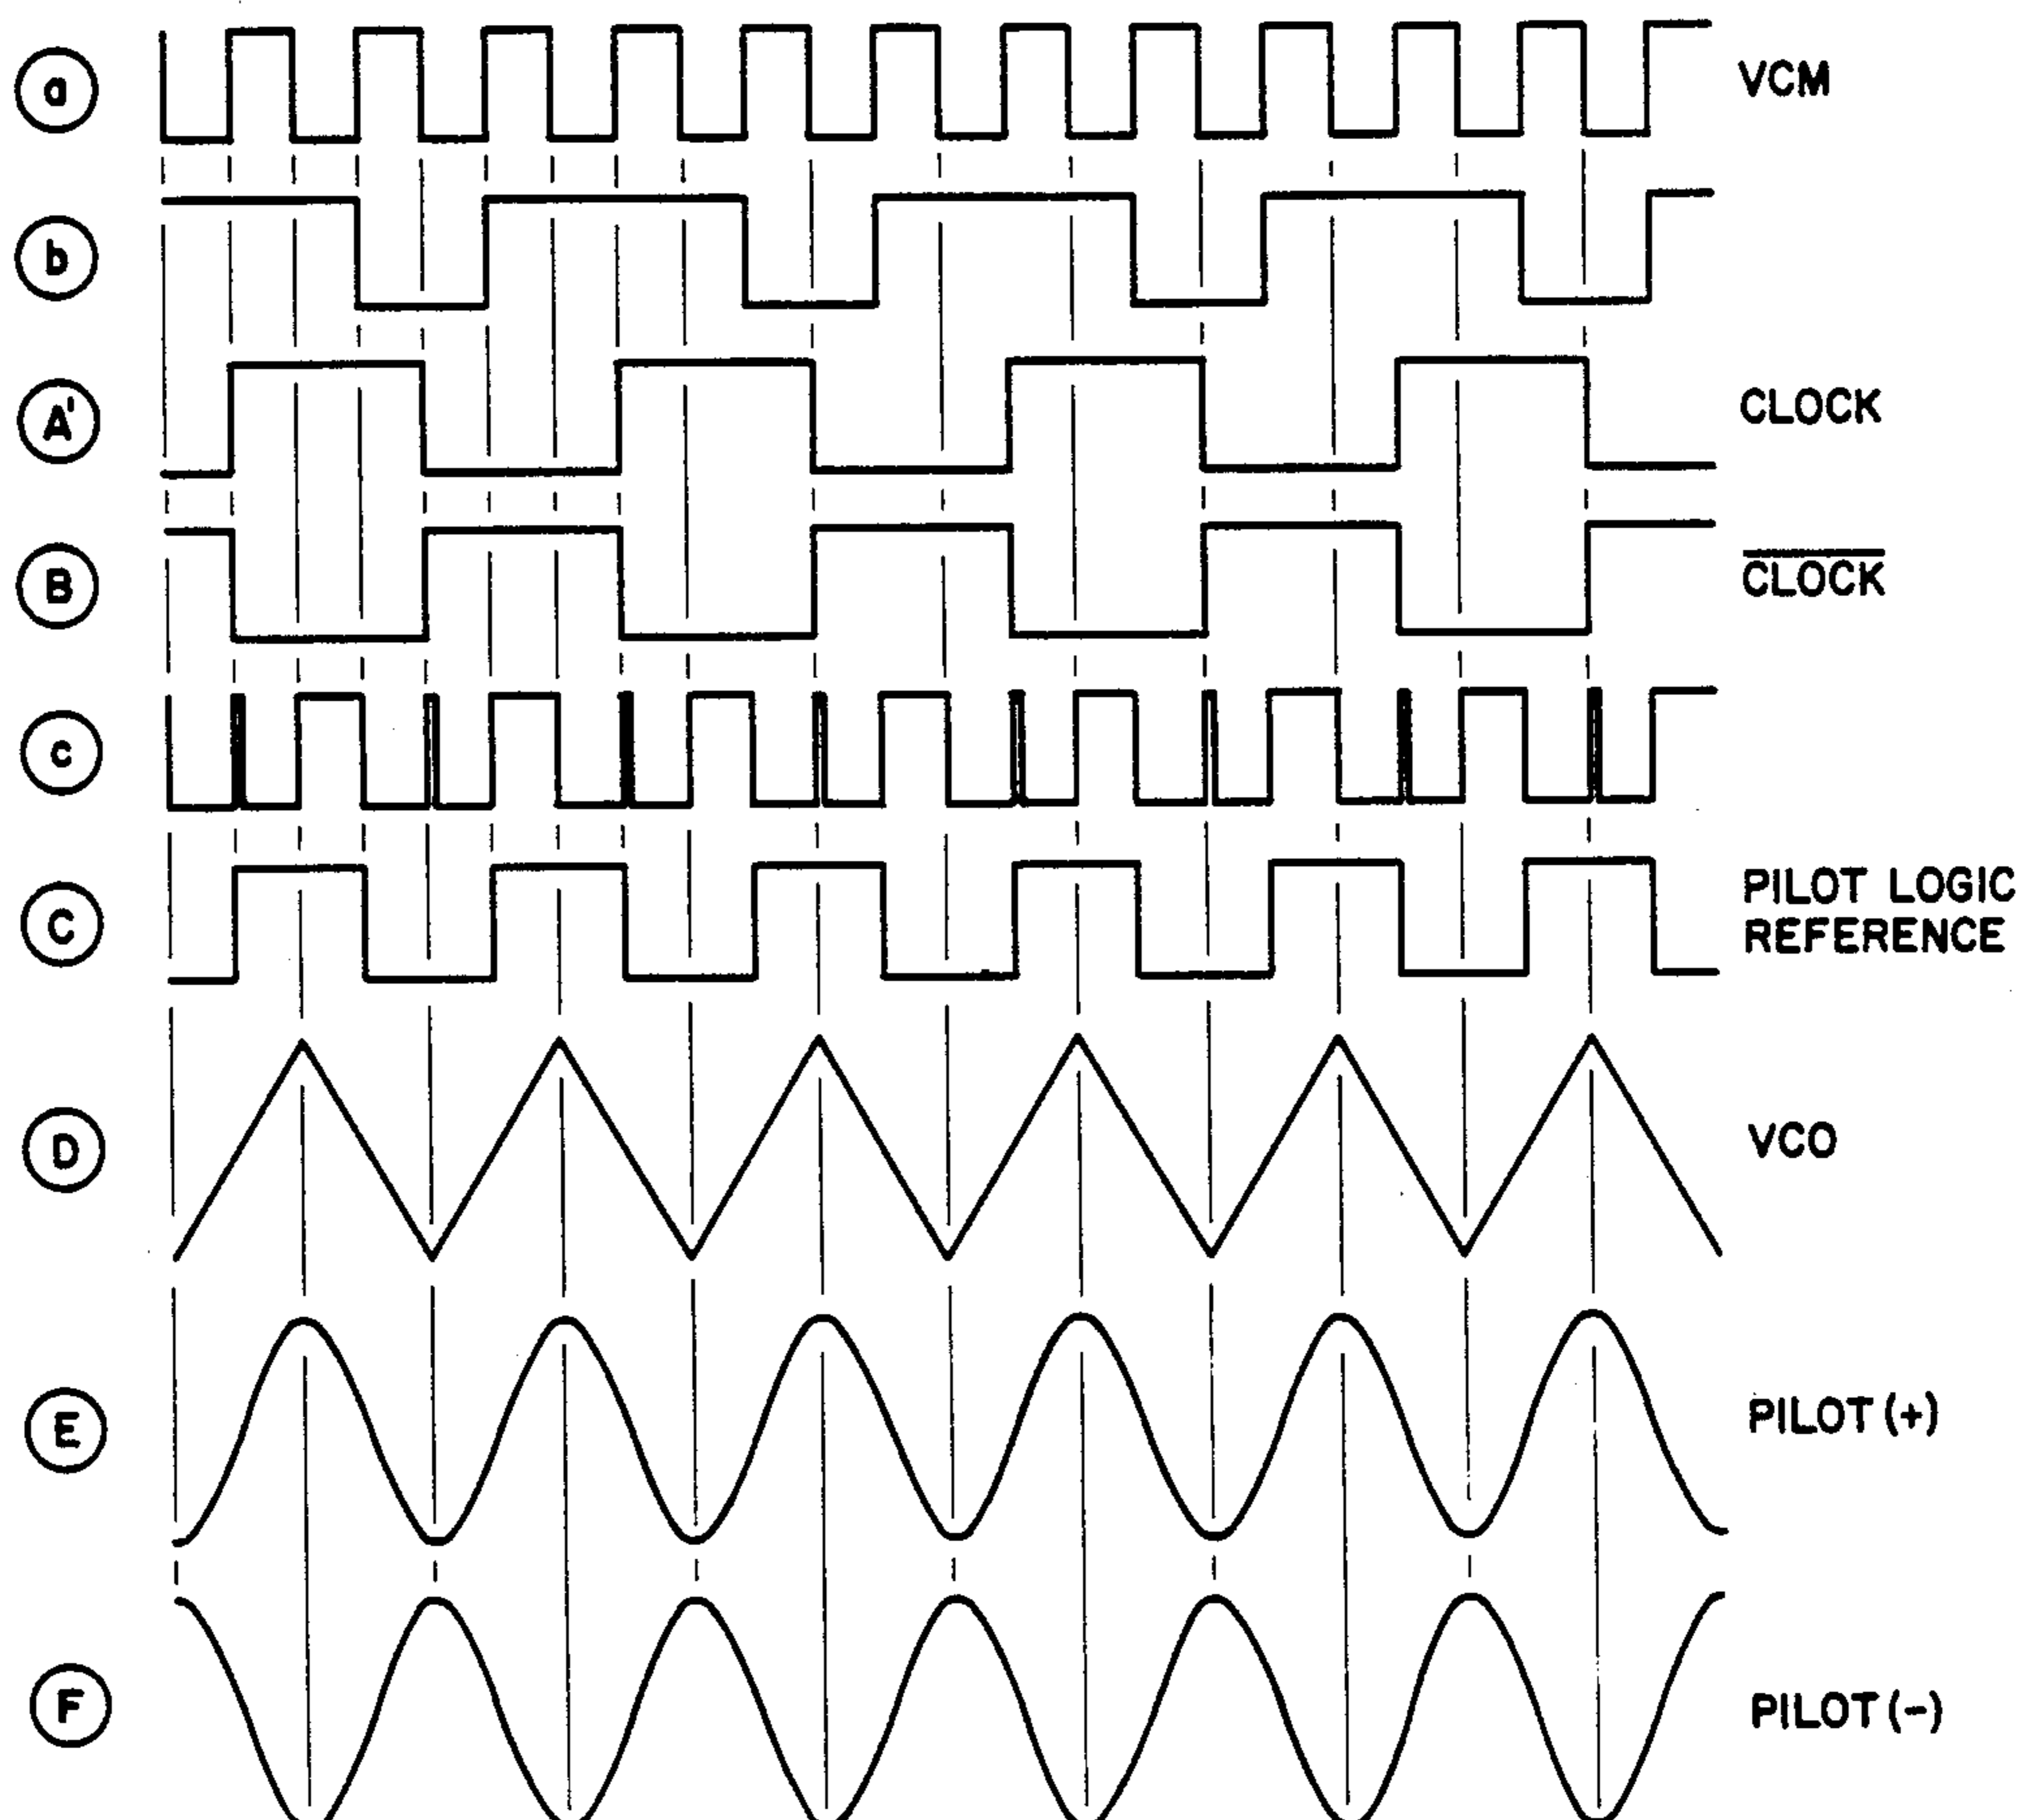 a
VCM
b
A'
CLOCK
B
CLOCK
c
C
PILOT LOGIC
REFERENCE
D
VCO
E
PILOT (+)
F
PILOT (-)